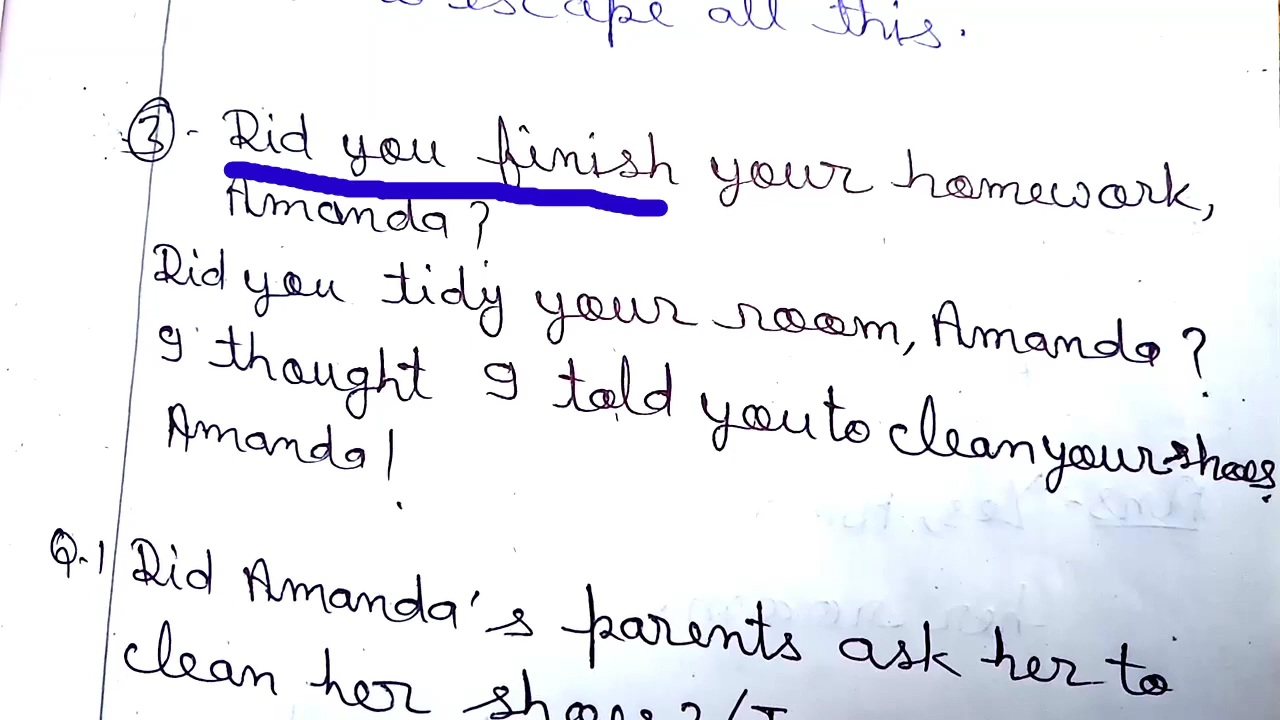 escape all this.
③ - Did you finish your homework,
Amanda?
Did you tidy your room, Amanda?
I thought I told you to clean your shoes
Amanda!
Q.1 Did Amanda's parents ask her to
clean her